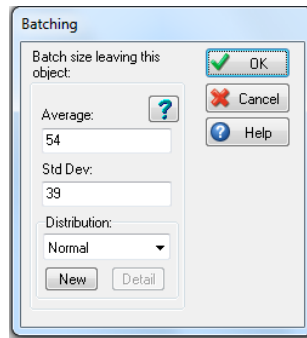 Batching
Batch size leaving this
object:
Average:
?
54
Std Dev:
39
Distribution:
Normal
New
Detail
OK
Cancel
? Help